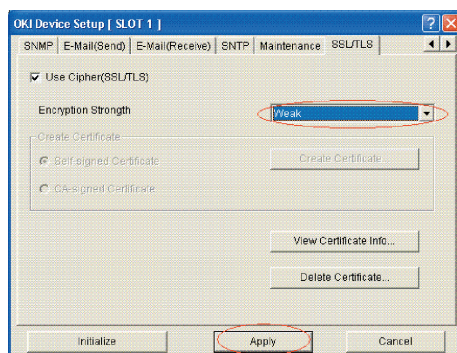 OKI Device Setup [ SLOT 1 ]
SNMP E-Mail(Send) E-Mail(Receive) SNTP Maintenance SSL/TLS
Use Cipher(SSL/TLS)
Encryption Strength Weak
Create Certificate
Self-signed Certificate Create Certificate
CA-signed Certificate
View Certificate Info...
Delete Certificate...
Initialize Apply Cancel